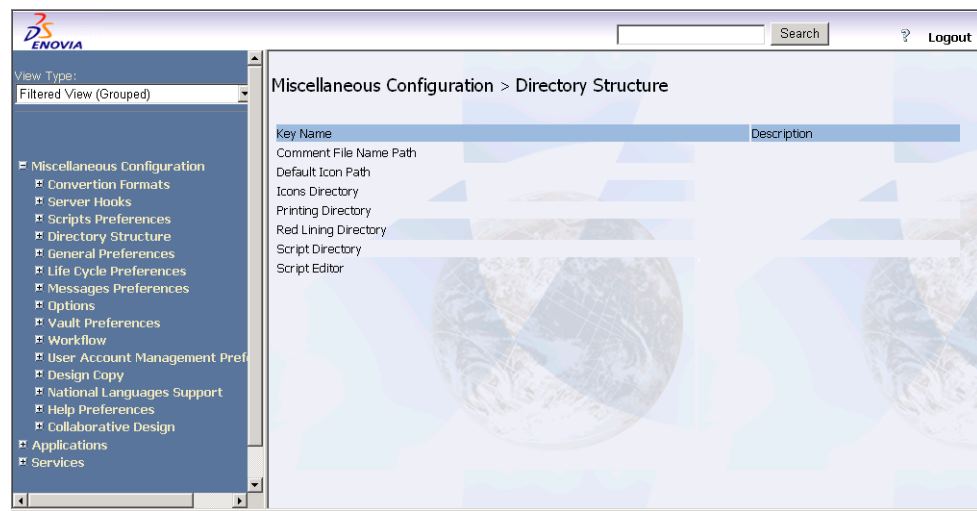 ENOVIA
Search
? Logout
View Type:
Filtered View (Grouped)
Miscellaneous Configuration
Convertion Formats
Server Hooks
Scripts Preferences
Directory Structure
General Preferences
Life Cycle Preferences
Messages Preferences
Options
Vault Preferences
Workflow
User Account Management Pref
Design Copy
National Languages Support
Help Preferences
Collaborative Design
Applications
Services
Miscellaneous Configuration > Directory Structure
Key Name Description
Comment File Name Path
Default Icon Path
Icons Directory
Printing Directory
Red Lining Directory
Script Directory
Script Editor